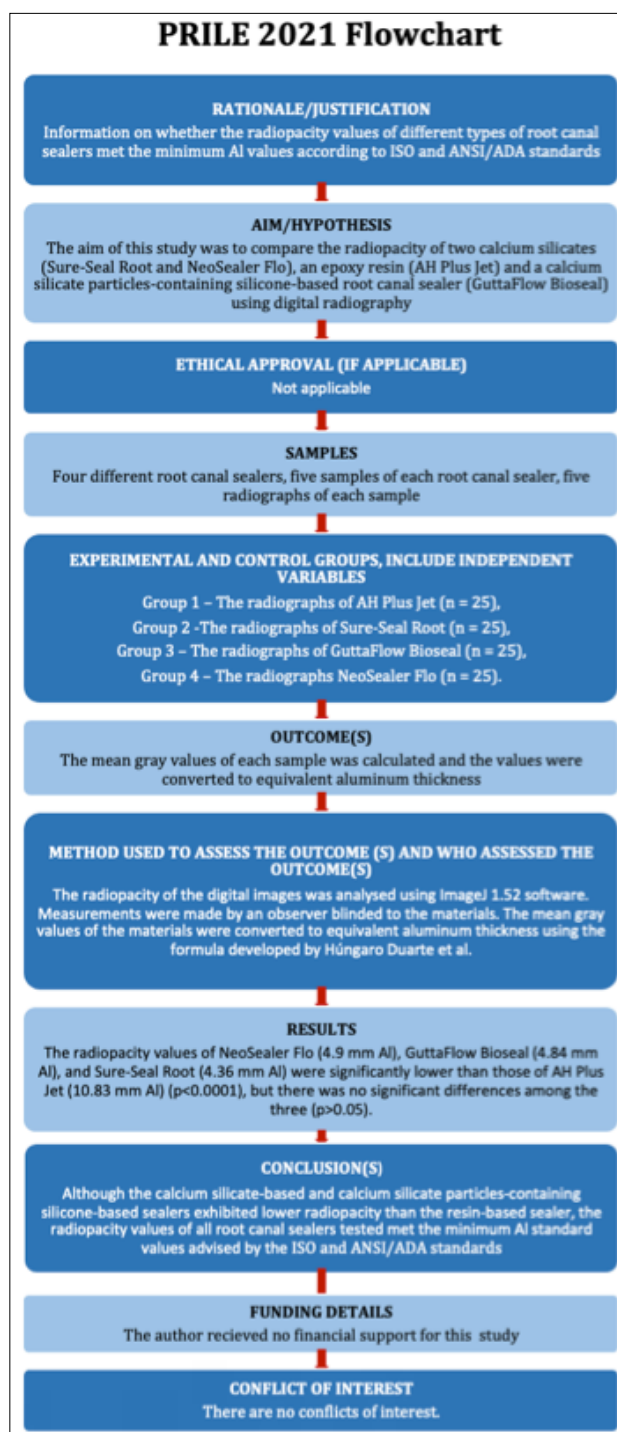 PRILE 2021 Flowchart
RATIONALE/JUSTIFICATION
Information on whether the radiopacity values of different types of root canal
sealers met the minimum Al values according to ISO and ANSI/ADA standards
AIM/HYPOTHESIS
The aim of this study was to compare the radiopacity of two calcium silicates
(Sure-Seal Root and NeoSealer Flo), an epoxy resin (AH Plus Jet) and a calcium
silicate particles-containing silicone-based root canal sealer (GuttaFlow Bioseal)
using digital radiography
ETHICAL APPROVAL (IF APPLICABLE)
Not applicable
SAMPLES
Four different root canal sealers, five samples of each root canal sealer, five
radiographs of each sample
EXPERIMENTAL AND CONTROL GROUPS, INCLUDE INDEPENDENT
VARIABLES
Group 1 – The radiographs of AH Plus Jet (n = 25),
Group 2 -The radiographs of Sure-Seal Root (n = 25),
Group 3 – The radiographs of GuttaFlow Bioseal (n = 25),
Group 4 – The radiographs NeoSealer Flo (n = 25).
OUTCOME(S)
The mean gray values of each sample was calculated and the values were
converted to equivalent aluminum thickness
METHOD USED TO ASSESS THE OUTCOME (S) AND WHO ASSESSED THE
OUTCOME(S)
The radiopacity of the digital images was analysed using ImageJ 1.52 software.
Measurements were made by an observer blinded to the materials. The mean gray
values of the materials were converted to equivalent aluminum thickness using the
formula developed by Húngaro Duarte et al.
RESULTS
The radiopacity values of NeoSealer Flo (4.9 mm Al), GuttaFlow Bioseal (4.84 mm
Al), and Sure-Seal Root (4.36 mm Al) were significantly lower than those of AH Plus
Jet (10.83 mm Al) (p<0.0001), but there was no significant differences among the
three (p>0.05).
CONCLUSION(S)
Although the calcium silicate-based and calcium silicate particles-containing
silicone-based sealers exhibited lower radiopacity than the resin-based sealer, the
radiopacity values of all root canal sealers tested met the minimum Al standard
values advised by the ISO and ANSI/ADA standards
FUNDING DETAILS
The author recieved no financial support for this study
CONFLICT OF INTEREST
There are no conflicts of interest.